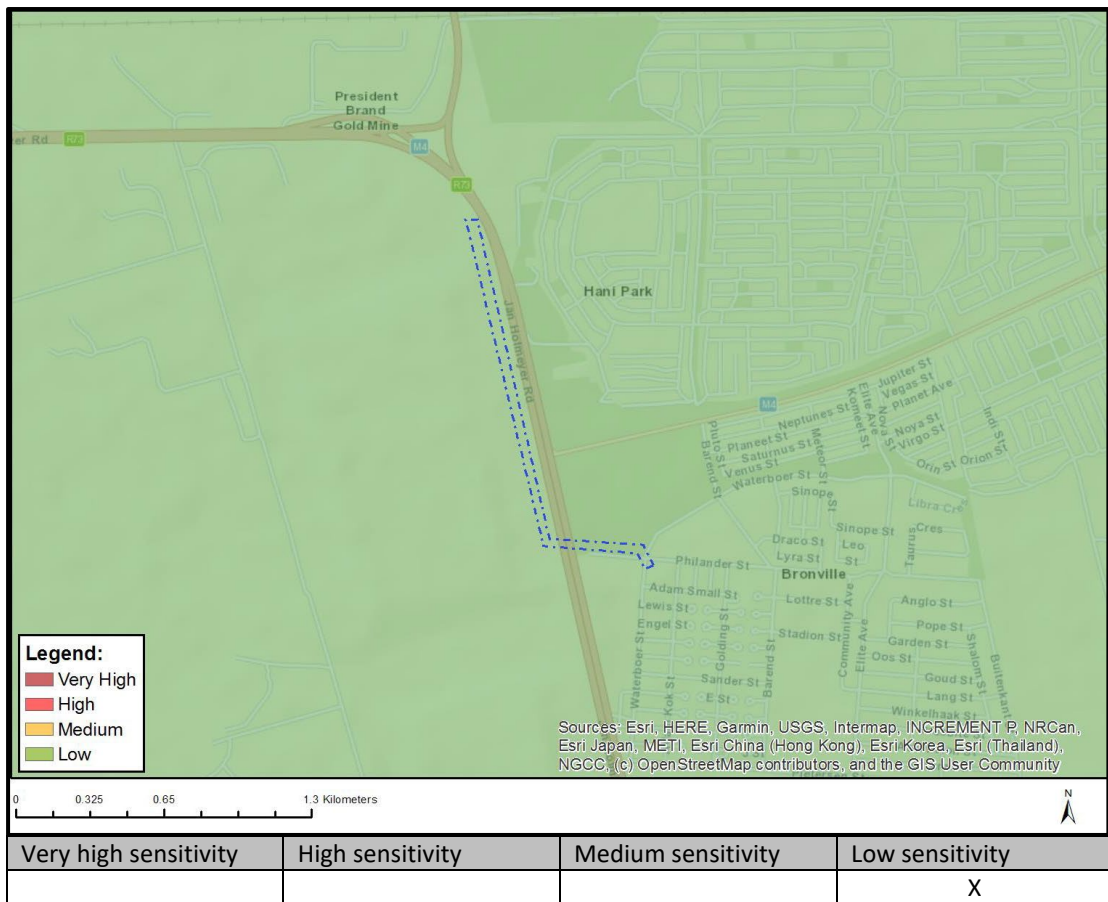 President
Brand
Gold Mine
er Rd
R73
M4
R73
Hani Park
Jan Hofmeyer Rd
M4
Jupiter St
Vegas St
Planet Ave
Elite Ave
Komeet St
Nova St
Neptunes St
Noya St
Virgo St
Indi St
Pluto St
Barend St
Planeet St
Saturnus St
Venus St
Meteor St
Waterboer St
Orin St
Orion St
Sinope
St
Libra Cres
Sinope St
Cres
Taurus
Draco St
Leo
St
Lyra St
Philander St
Bronville
Adam Small St
Lewis St
Engel St
Golding St
Lottre St
Anglo St
Pope St
Stadion St
Community Ave
Elite Ave
Garden St
Oos St
Shalom St
Buitenkant
Waterboer St
Kok St
Barend St
Sander St
E St
Goud St
Lang St
Winkelhaak St
Legend:
Very High
High
Medium
Low
Sources: Esri, HERE, Garmin, USGS, Intermap, INCREMENT P, NRCan,
Esri Japan, METI, Esri China (Hong Kong), Esri Korea, Esri (Thailand),
NGCC, (c) OpenStreetMap contributors, and the GIS User Community
0 0.325 0.65 1.3 Kilometers
N
Very high sensitivity High sensitivity Medium sensitivity Low sensitivity
X